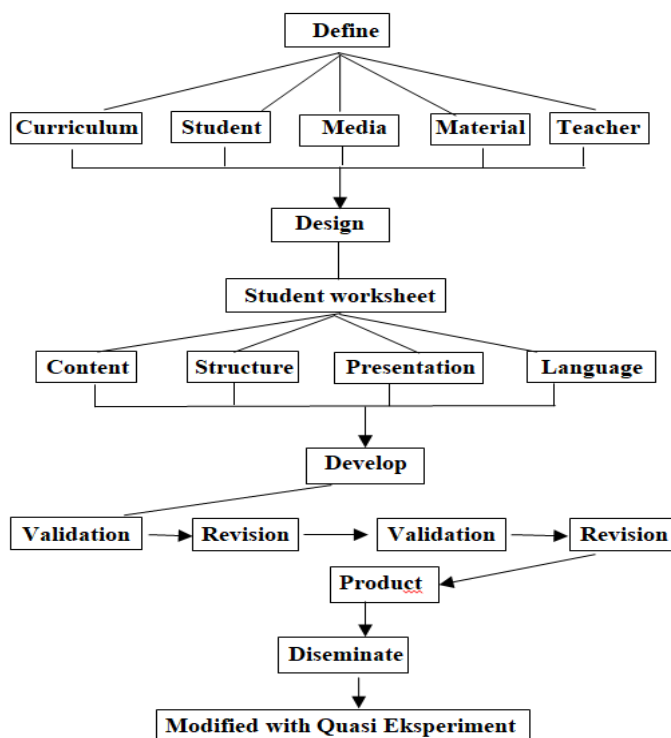 Define
Curriculum
Student
Media
Material
Teacher
Design
Student worksheet
Content
Structure
Presentation
Language
Develop
Validation
Revision
Validation
Revision
Product
Diseminate
Modified with Quasi Eksperiment